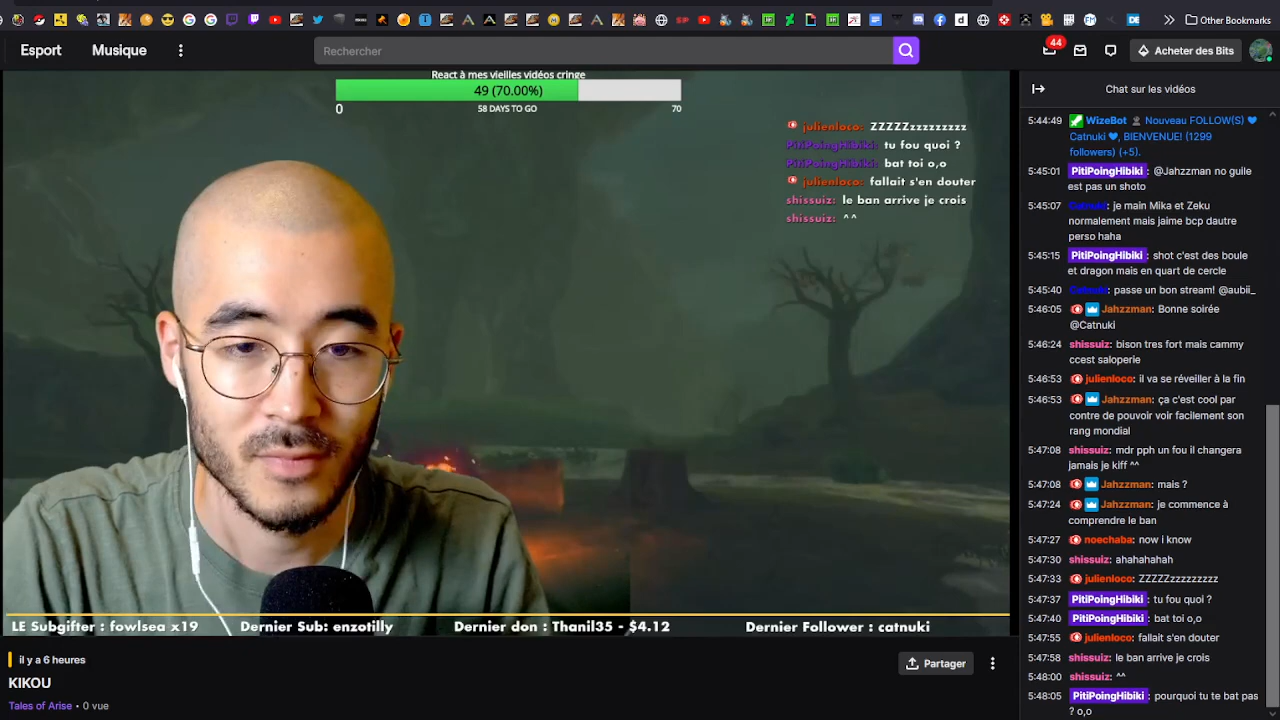 Other Bookmarks
Esport
Musique
Rechercher
44
Acheter des Bits
React à mes vieilles vidéos cringe
49 (70.00%)
0
58 DAYS TO GO
70
julienloco: ZZZZZzzzzzzzz
PitiPoingHibiki: tu fou quoi ?
PitiPoingHibiki: bat toi o,o
julienloco: fallait s'en douter
shissuiz: le ban arrive je crois
shissuiz: ^^
LE Subgifter : fowlsea x19
Dernier Sub: enzotilly
Dernier don : Thanil35 - $4.12
Dernier Follower : catnuki
il y a 6 heures
Partager
KIKOU
Tales of Arise • 0 vue
Chat sur les vidéos
5:44:49 WizeBot Nouveau FOLLOW(S)
Catnuki , BIENVENUE! (1299
followers) (+5).
5:45:01 PitiPoingHibiki: @Jahzzman no guile
est pas un shoto
5:45:07 Catnuki: je main Mika et Zeku
normalement mais jaime bcp dautre
perso haha
5:45:15 PitiPoingHibiki: shot c'est des boule
et dragon mais en quart de cercle
5:45:40 Catnuki: passe un bon stream! @aubii_
5:46:05 Jahzzman: Bonne soirée
@Catnuki
5:46:24 shissuiz: bison tres fort mais cammy
ccest saloperie
5:46:53 julienloco: il va se réveiller à la fin
5:46:53 Jahzzman: ça c'est cool par
contre de pouvoir voir facilement son
rang mondial
5:47:08 shissuiz: mdr pph un fou il changera
jamais je kiff ^^
5:47:08 Jahzzman: mais ?
5:47:24 Jahzzman: je commence à
comprendre le ban
5:47:27 noechaba: now i know
5:47:30 shissuiz: ahahahahah
5:47:33 julienloco: ZZZZZzzzzzzzz
5:47:37 PitiPoingHibiki: tu fou quoi ?
5:47:40 PitiPoingHibiki: bat toi o,o
5:47:55 julienloco: fallait s'en douter
5:47:58 shissuiz: le ban arrive je crois
5:48:00 shissuiz: ^^
5:48:05 PitiPoingHibiki: pourquoi tu te bat pas
? o,o